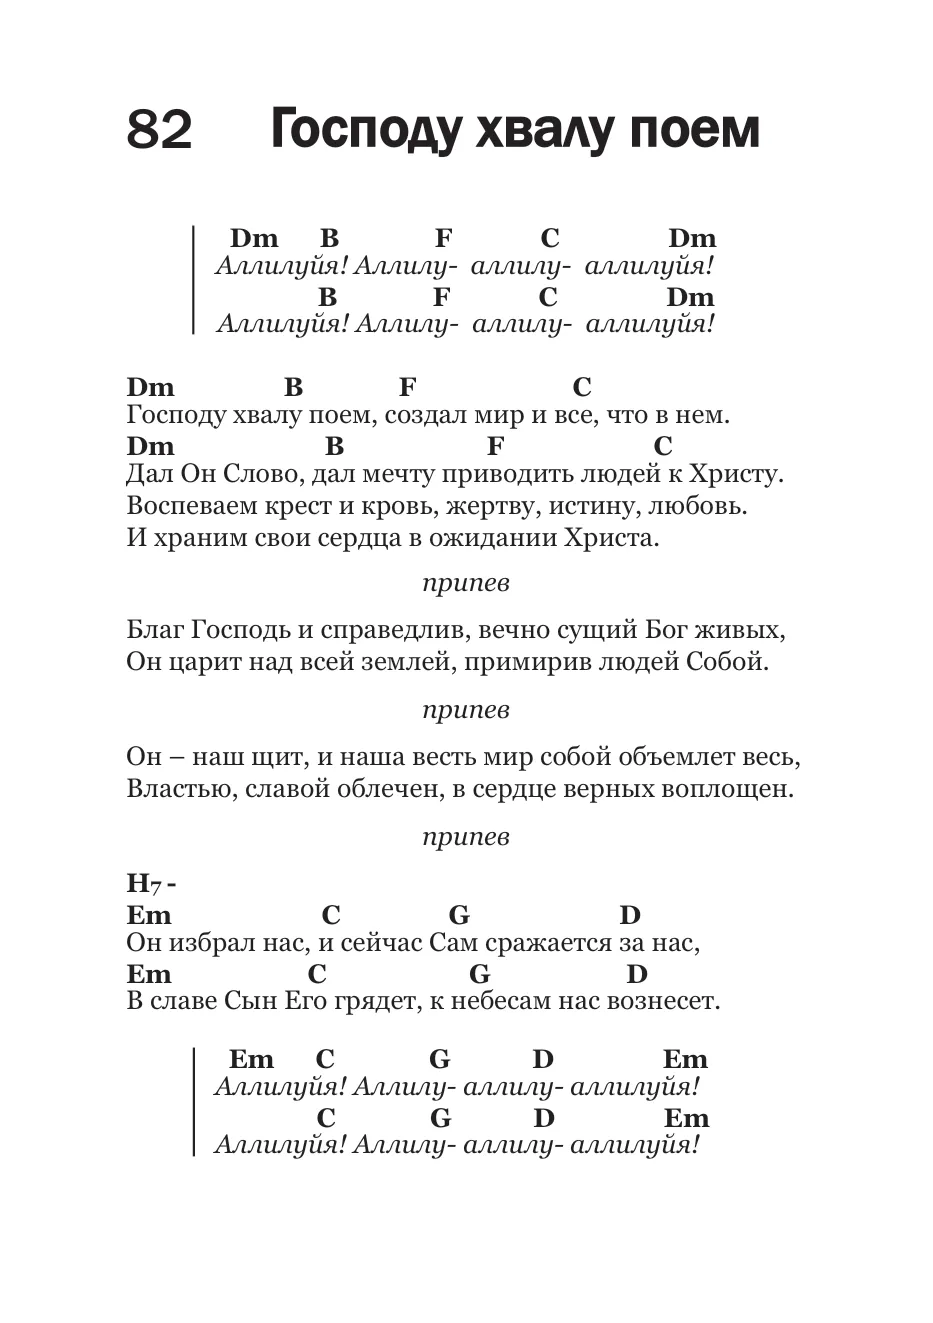 82 Господу хвалу поем
Dm B F C Dm
Аллилуйя! Аллилу- аллилу- аллилуйя!
B F C Dm
Аллилуйя! Аллилу- аллилу- аллилуйя!
Dm B F C
Господу хвалу поем, создал мир и все, что в нем.
Dm B F C
Дал Он Слово, дал мечту приводить людей к Христу.
Воспеваем крест и кровь, жертву, истину, любовь.
И храним свои сердца в ожидании Христа.
припев
Благ Господь и справедлив, вечно сущий Бог живых,
Он царит над всей землей, примирив людей Собой.
припев
Он – наш щит, и наша весть мир собой объемлет весь,
Властью, славой облечен, в сердце верных воплощен.
припев
H7 -
Em C G D
Он избрал нас, и сейчас Сам сражается за нас,
Em C G D
В славе Сын Его грядет, к небесам нас вознесет.
Em C G D Em
Аллилуйя! Аллилу- аллилу- аллилуйя!
C G D Em
Аллилуйя! Аллилу- аллилу- аллилуйя!